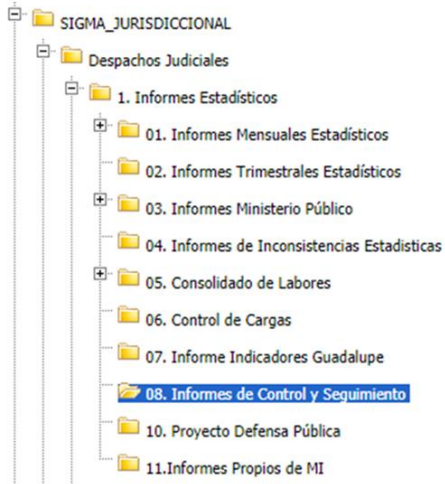 SIGMA_JURISDICCIONAL
Despachos Judiciales
1. Informes Estadísticos
01. Informes Mensuales Estadísticos
02. Informes Trimestrales Estadísticos
03. Informes Ministerio Público
04. Informes de Inconsistencias Estadisticas
05. Consolidado de Labores
06. Control de Cargas
07. Informe Indicadores Guadalupe
08. Informes de Control y Seguimiento
10. Proyecto Defensa Pública
11.Informes Propios de MI